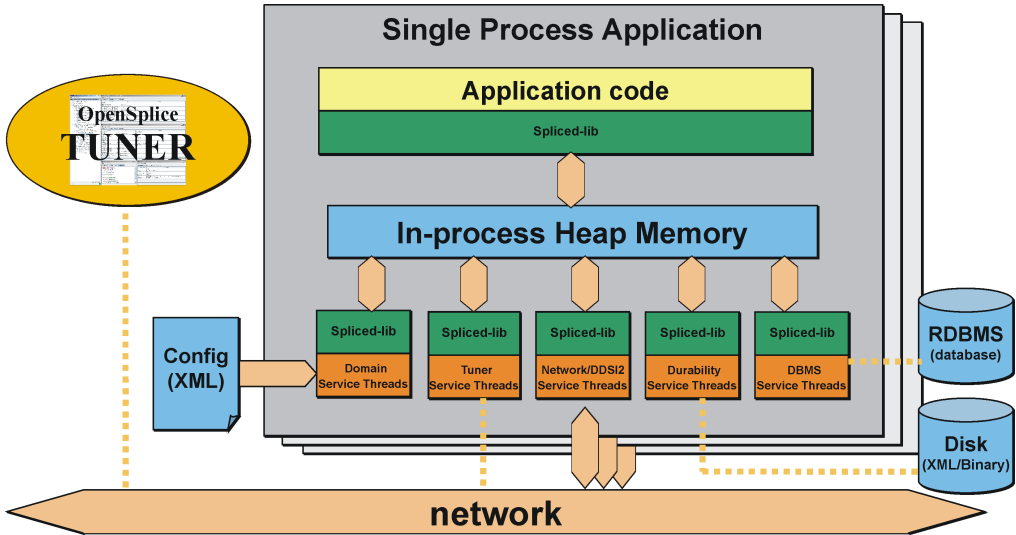 Single Process Application
Application code
Spliced-lib
OpenSplice
TUNER
In-process Heap Memory
Config
(XML)
Spliced-lib
Domain
Service Threads
Spliced-lib
Tuner
Service Threads
Spliced-lib
Network/DDSI2
Service Threads
Spliced-lib
Durability
Service Threads
Spliced-lib
DBMS
Service Threads
RDBMS
(database)
Disk
(XML/Binary)
network